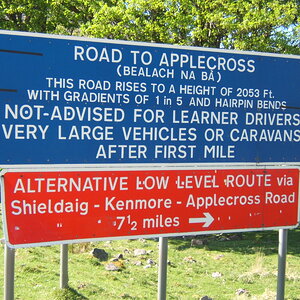 ROAD TO APPLECROSS
(BEALACH NA BÀ)
THIS ROAD RISES TO A HEIGHT OF 2053 Ft.
WITH GRADIENTS OF 1 in 5 AND HAIRPIN BENDS
NOT-ADVISED FOR LEARNER DRIVERS
VERY LARGE VEHICLES OR CARAVANS
AFTER FIRST MILE
ALTERNATIVE LOW LEVEL ROUTE via
Shieldaig - Kenmore - Applecross Road
7½ miles →